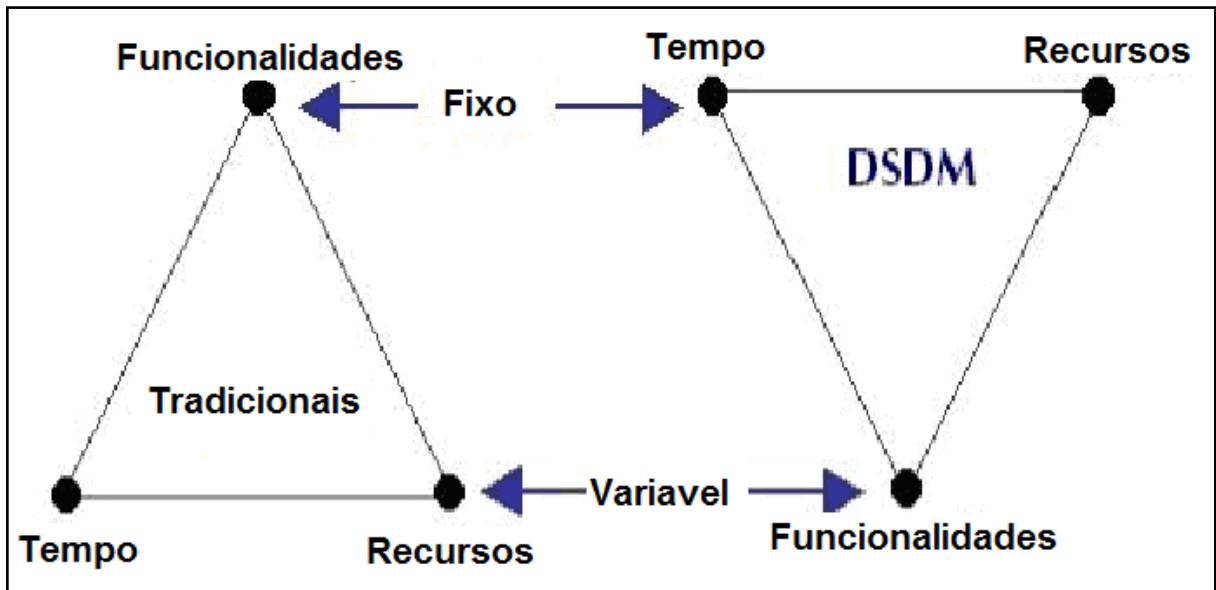 Funcionalidades
Tempo
Recursos
Fixo
DSDM
Tradicionais
Variavel
Tempo
Recursos
Funcionalidades